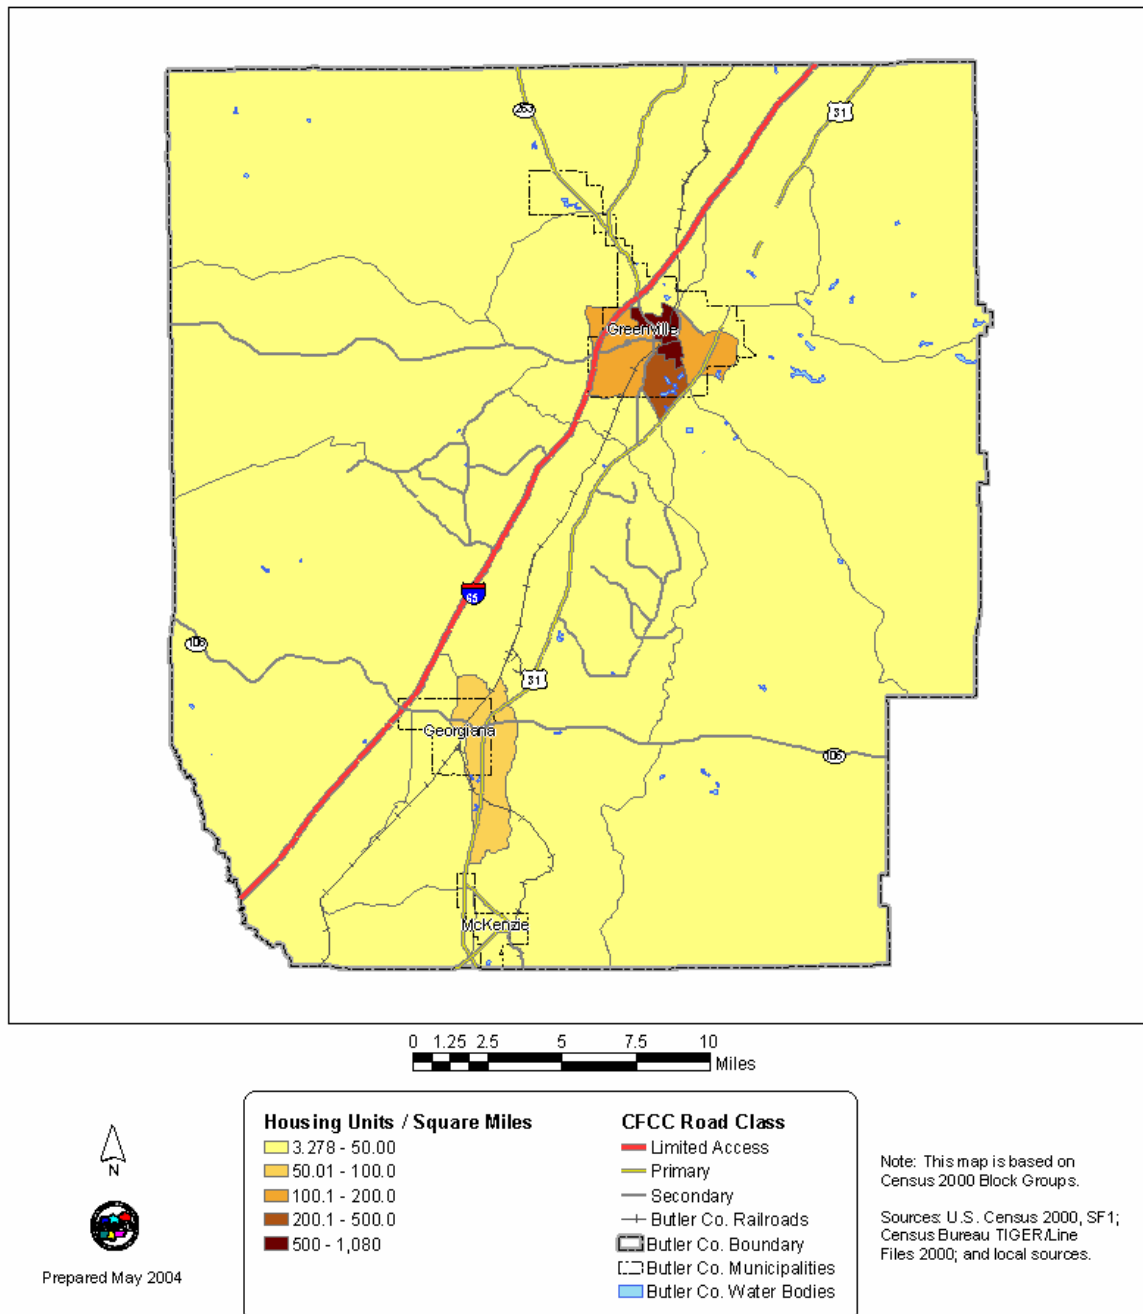 263
31
Greenville
65
106
31
Georgiana
106
McKenzie
0 1.25 2.5 5 7.5 10
Miles
N
Prepared May 2004
Housing Units / Square Miles
3.278 - 50.00
50.01 - 100.0
100.1 - 200.0
200.1 - 500.0
500 - 1,080
CFCC Road Class
Limited Access
Primary
Secondary
Butler Co. Railroads
Butler Co. Boundary
Butler Co. Municipalities
Butler Co. Water Bodies
Note: This map is based on
Census 2000 Block Groups.
Sources: U.S. Census 2000, SF1;
Census Bureau TIGER/Line
Files 2000; and local sources.